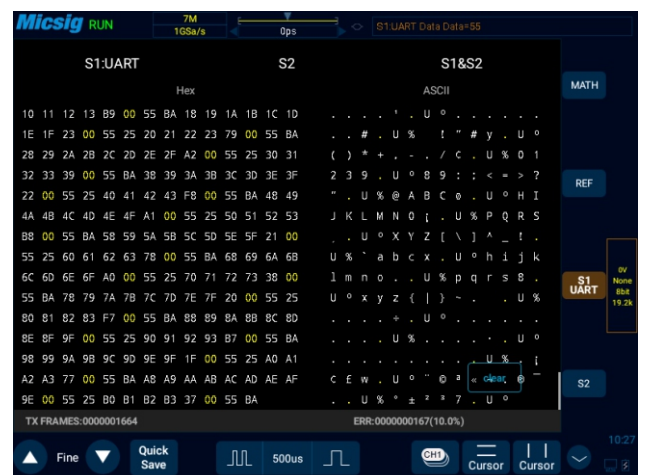 Micsig RUN 7M 1GSa/s 0ps S1:UART Data Data=55
S1:UART S2 S1&S2
Hex ASCII
10 11 12 13 B9 00 55 BA 18 19 1A 1B 1C 1D . . . . ' . U º . . . . . .
1E 1F 23 00 55 25 20 21 22 23 79 00 55 BA . . # . U % ! " # y . U º
28 29 2A 2B 2C 2D 2E 2F A2 00 55 25 30 31 ( ) * + , - . / ¢ . U % 0 1
32 33 39 00 55 BA 38 39 3A 3B 3C 3D 3E 3F 2 3 9 . U º 8 9 : ; < = > ?
22 00 55 25 40 41 42 43 F8 00 55 BA 48 49 " . U % @ A B C ø . U º H I
4A 4B 4C 4D 4E 4F A1 00 55 25 50 51 52 53 J K L M N O ¡ . U % P Q R S
B8 00 55 BA 58 59 5A 5B 5C 5D 5E 5F 21 00 . . U º X Y Z [ \ ] ^ _ ! .
55 25 60 61 62 63 78 00 55 BA 68 69 6A 6B U % ` a b c x . U º h i j k
6C 6D 6E 6F A0 00 55 25 70 71 72 73 38 00 l m n o . . U % p q r s 8 .
55 BA 78 79 7A 7B 7C 7D 7E 7F 20 00 55 25 U º x y z { | } ~ . . U %
80 81 82 83 F7 00 55 BA 88 89 8A 8B 8C 8D . . . . ÷ . U º . . . . . .
8E 8F 9F 00 55 25 90 91 92 93 B7 00 55 BA . . . . U % . . . . · . U º
98 99 9A 9B 9C 9D 9E 9F 1F 00 55 25 A0 A1 . . . . . . . . . . U % ¡
A2 A3 77 00 55 BA A8 A9 AA AB AC AD AE AF ¢ £ w . U º ¨ © ª « clear ® ¯
9E 00 55 25 B0 B1 B2 B3 37 00 55 BA . . U % ° ± ² ³ 7 . U º
TX FRAMES:0000001664 ERR:0000000167(10.0%)
MATH
REF
S1
UART
0V
None
8bit
19.2k
S2
Fine Quick Save 500us CH1 Cursor Cursor
10:27